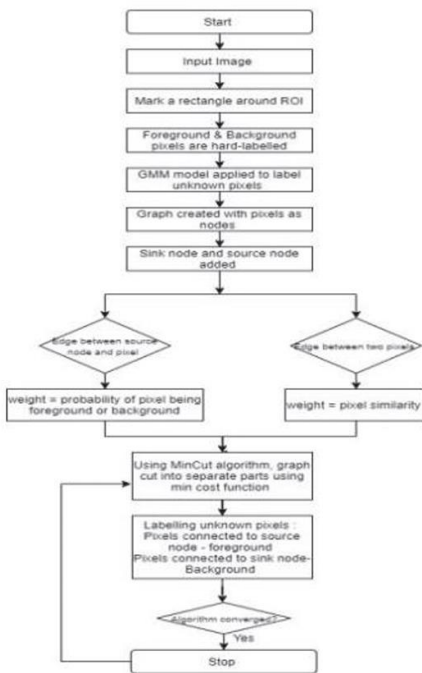 Start
Input Image
Mark a rectangle around ROI
Foreground & Background
pixels are hard-labelled
GMM model applied to label
unknown pixels
Graph created with pixels as
nodes
Sink node and source node
added
Edge between source
node and pixel
Edge between two pixels
weight = probability of pixel being
foreground or background
weight = pixel similarity
Using MinCut algorithm, graph
cut into separate parts using
min cost function
Labelling unknown pixels :
Pixels connected to source
node - foreground
Pixels connected to sink node-
Background
Algorithm converged?
Yes
Stop